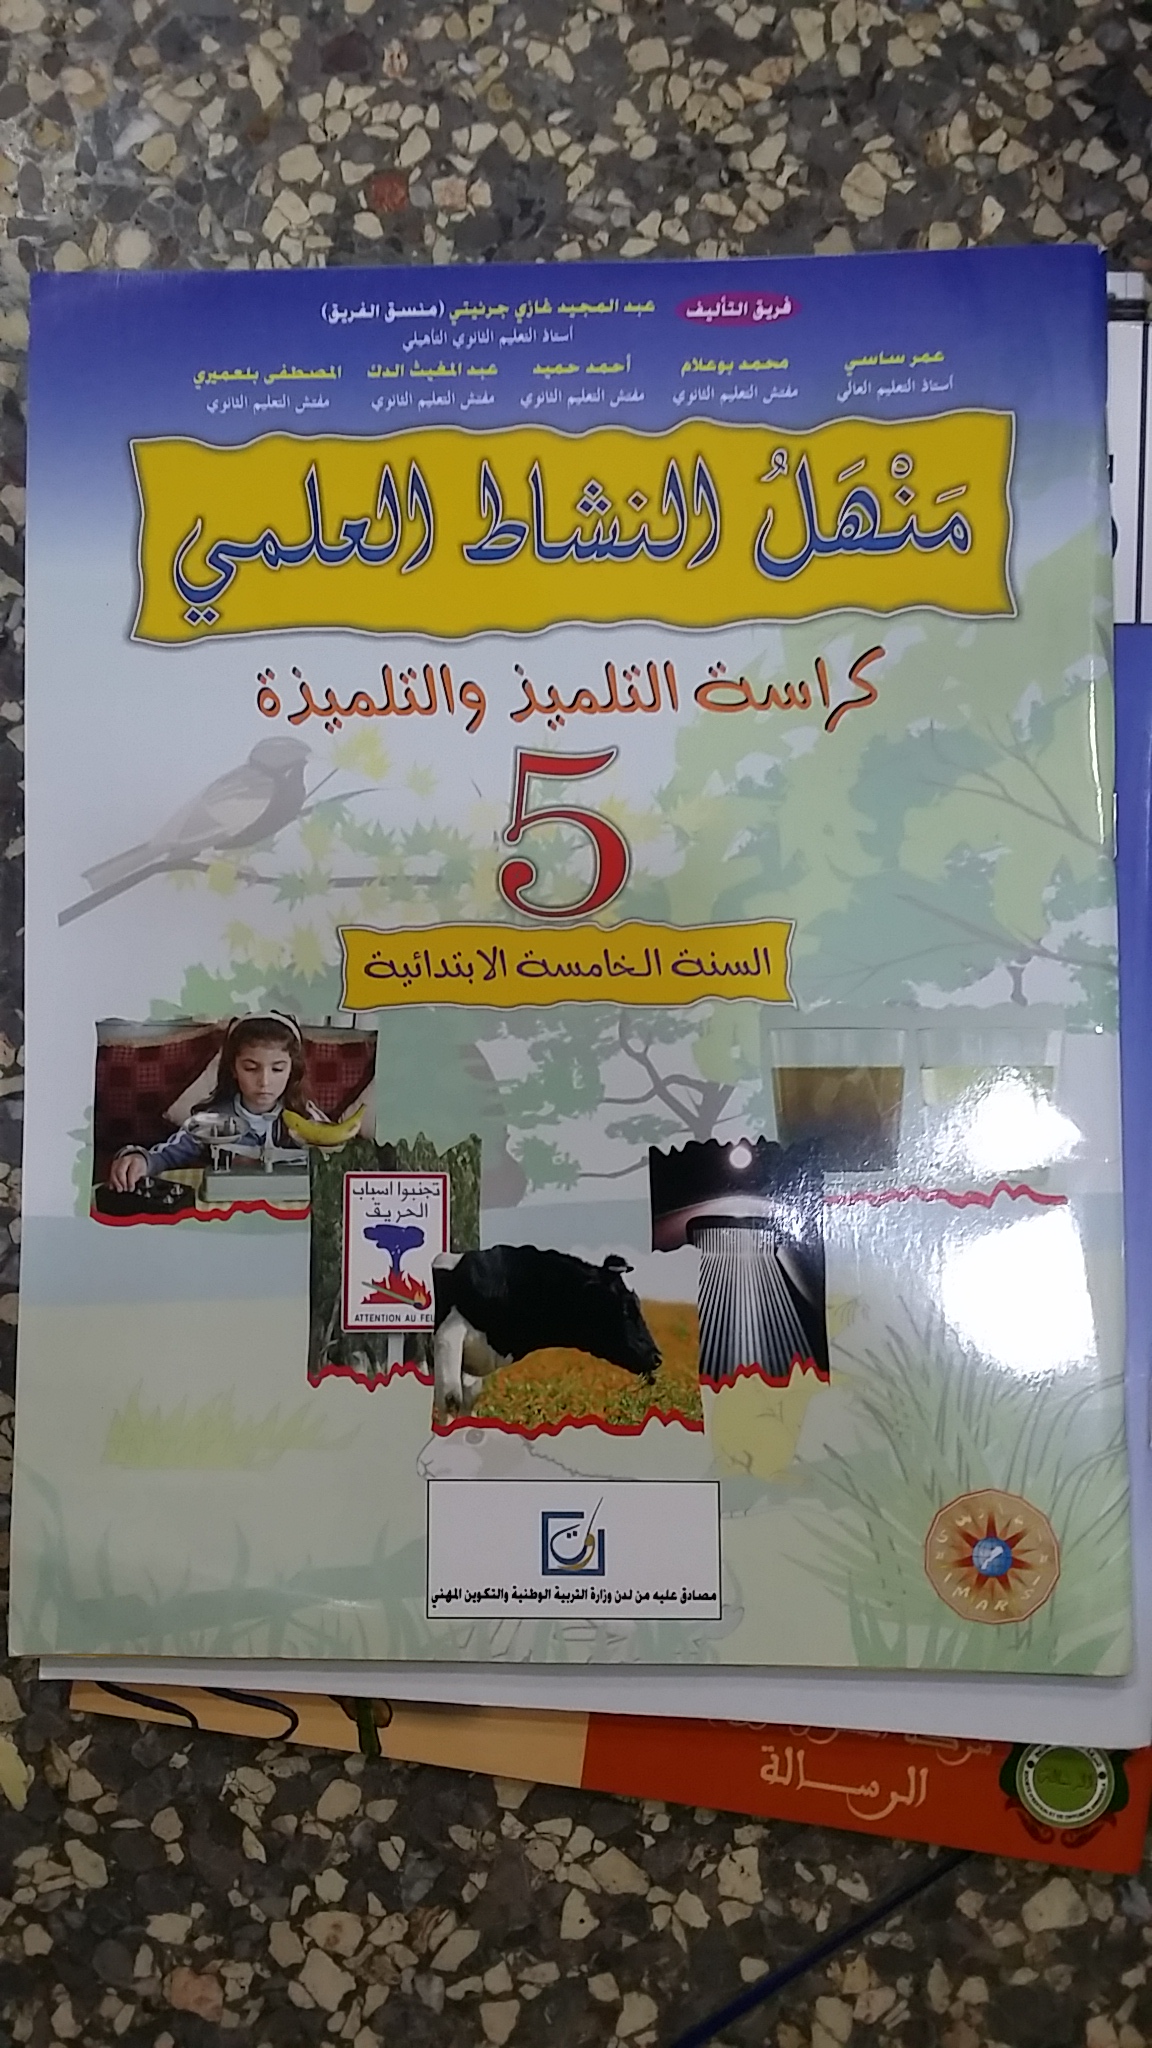 فريق التأليف عبد المجيد غازي جرنيتي (منسق الفريق)
أستاذ التعليم الثانوي التأهيلي
عمر ساسي محمد بوعلام أحمد حميد عبد المغيث الدك المصطفى بلعميري
أستاذ التعليم العالي مفتش التعليم الثانوي مفتش التعليم الثانوي مفتش التعليم الثانوي مفتش التعليم الثانوي
مَنْهَلُ النشاط العلمي
كراسة التلميذ والتلميذة
5
السنة الخامسة الابتدائية
تجنبوا اسباب
الحريق
ATTENTION AU FEU
مصادق عليه من لدن وزارة التربية الوطنية والتكوين المهني
الرسالة